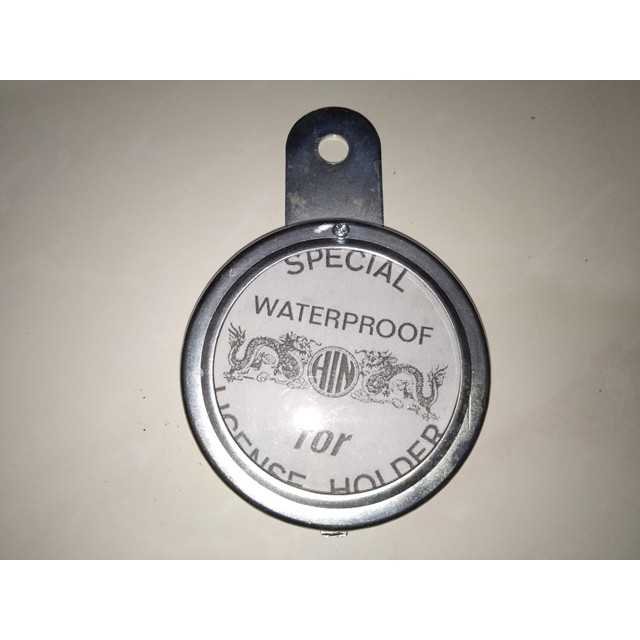 SPECIAL
WATERPROOF
HIN
for
LICENSE HOLDER